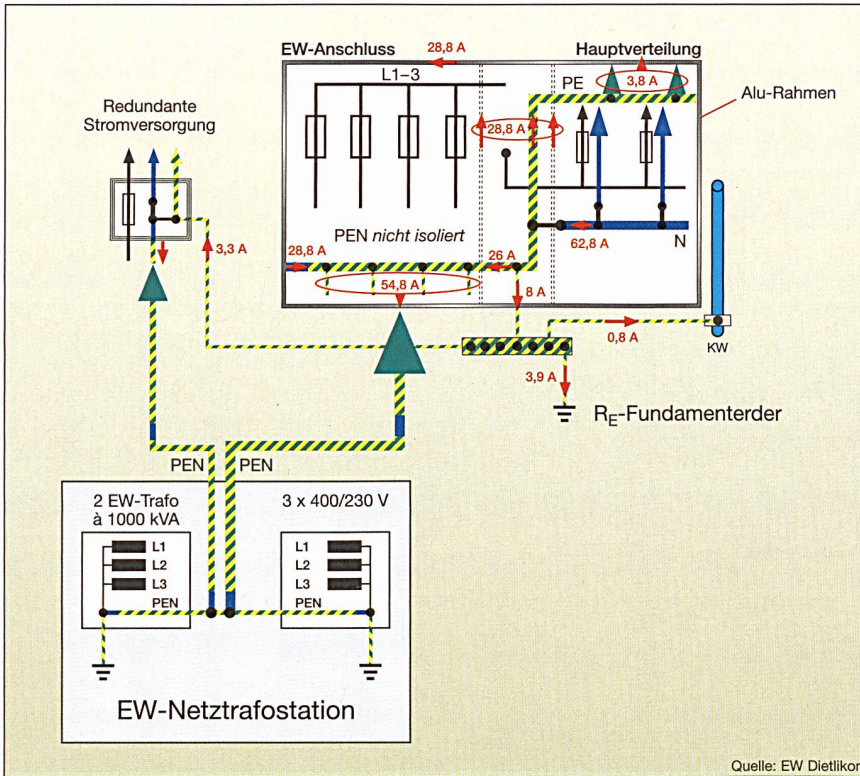 EW-Anschluss
28,8 A
Hauptverteilung
L1–3
PE
3,8 A
Alu-Rahmen
Redundante
Stromversorgung
28,8 A
PEN nicht isoliert
3,3 A
28,8 A
26 A
62,8 A
N
54,8 A
8 A
0,8 A
KW
3,9 A
RE-Fundamenterder
PEN
PEN
2 EW-Trafo
à 1000 kVA
3 x 400/230 V
L1
L2
L3
PEN
L1
L2
L3
PEN
EW-Netztrafostation
Quelle: EW Dietlikon